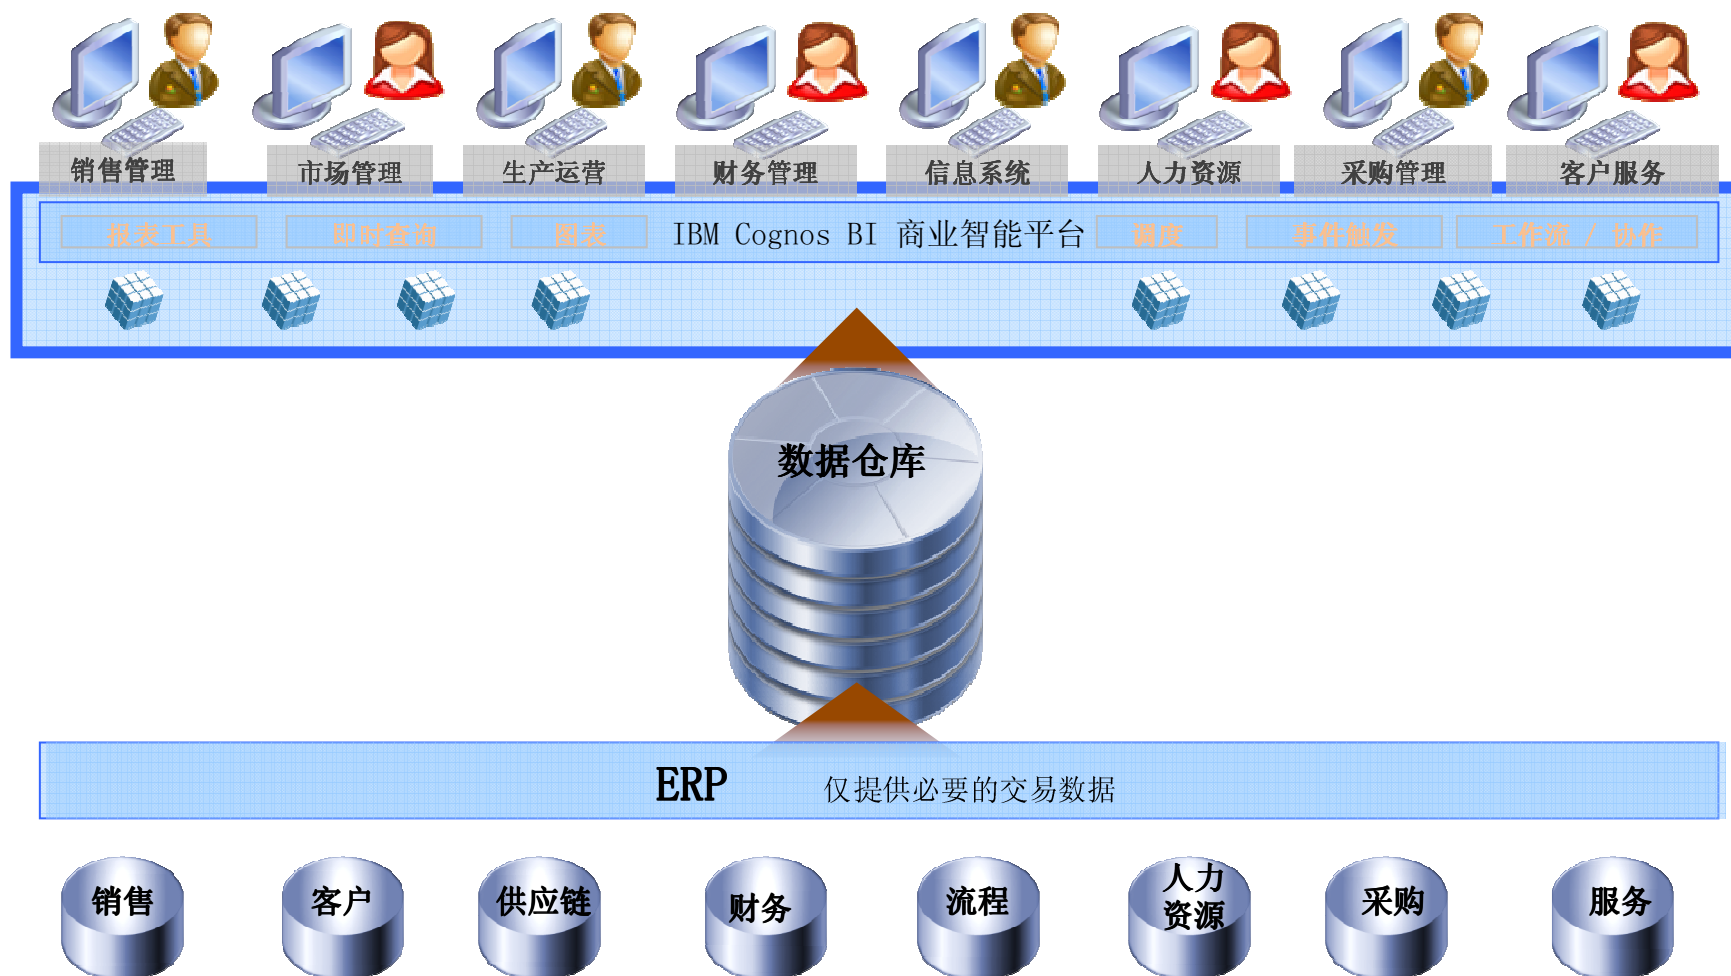 销售管理
市场管理
生产运营
财务管理
信息系统
人力资源
采购管理
客户服务
报表工具
即时查询
图表
IBM Cognos BI 商业智能平台
调度
事件触发
工作流 / 协作
数据仓库
ERP 仅提供必要的交易数据
销售
客户
供应链
财务
流程
人力
资源
采购
服务